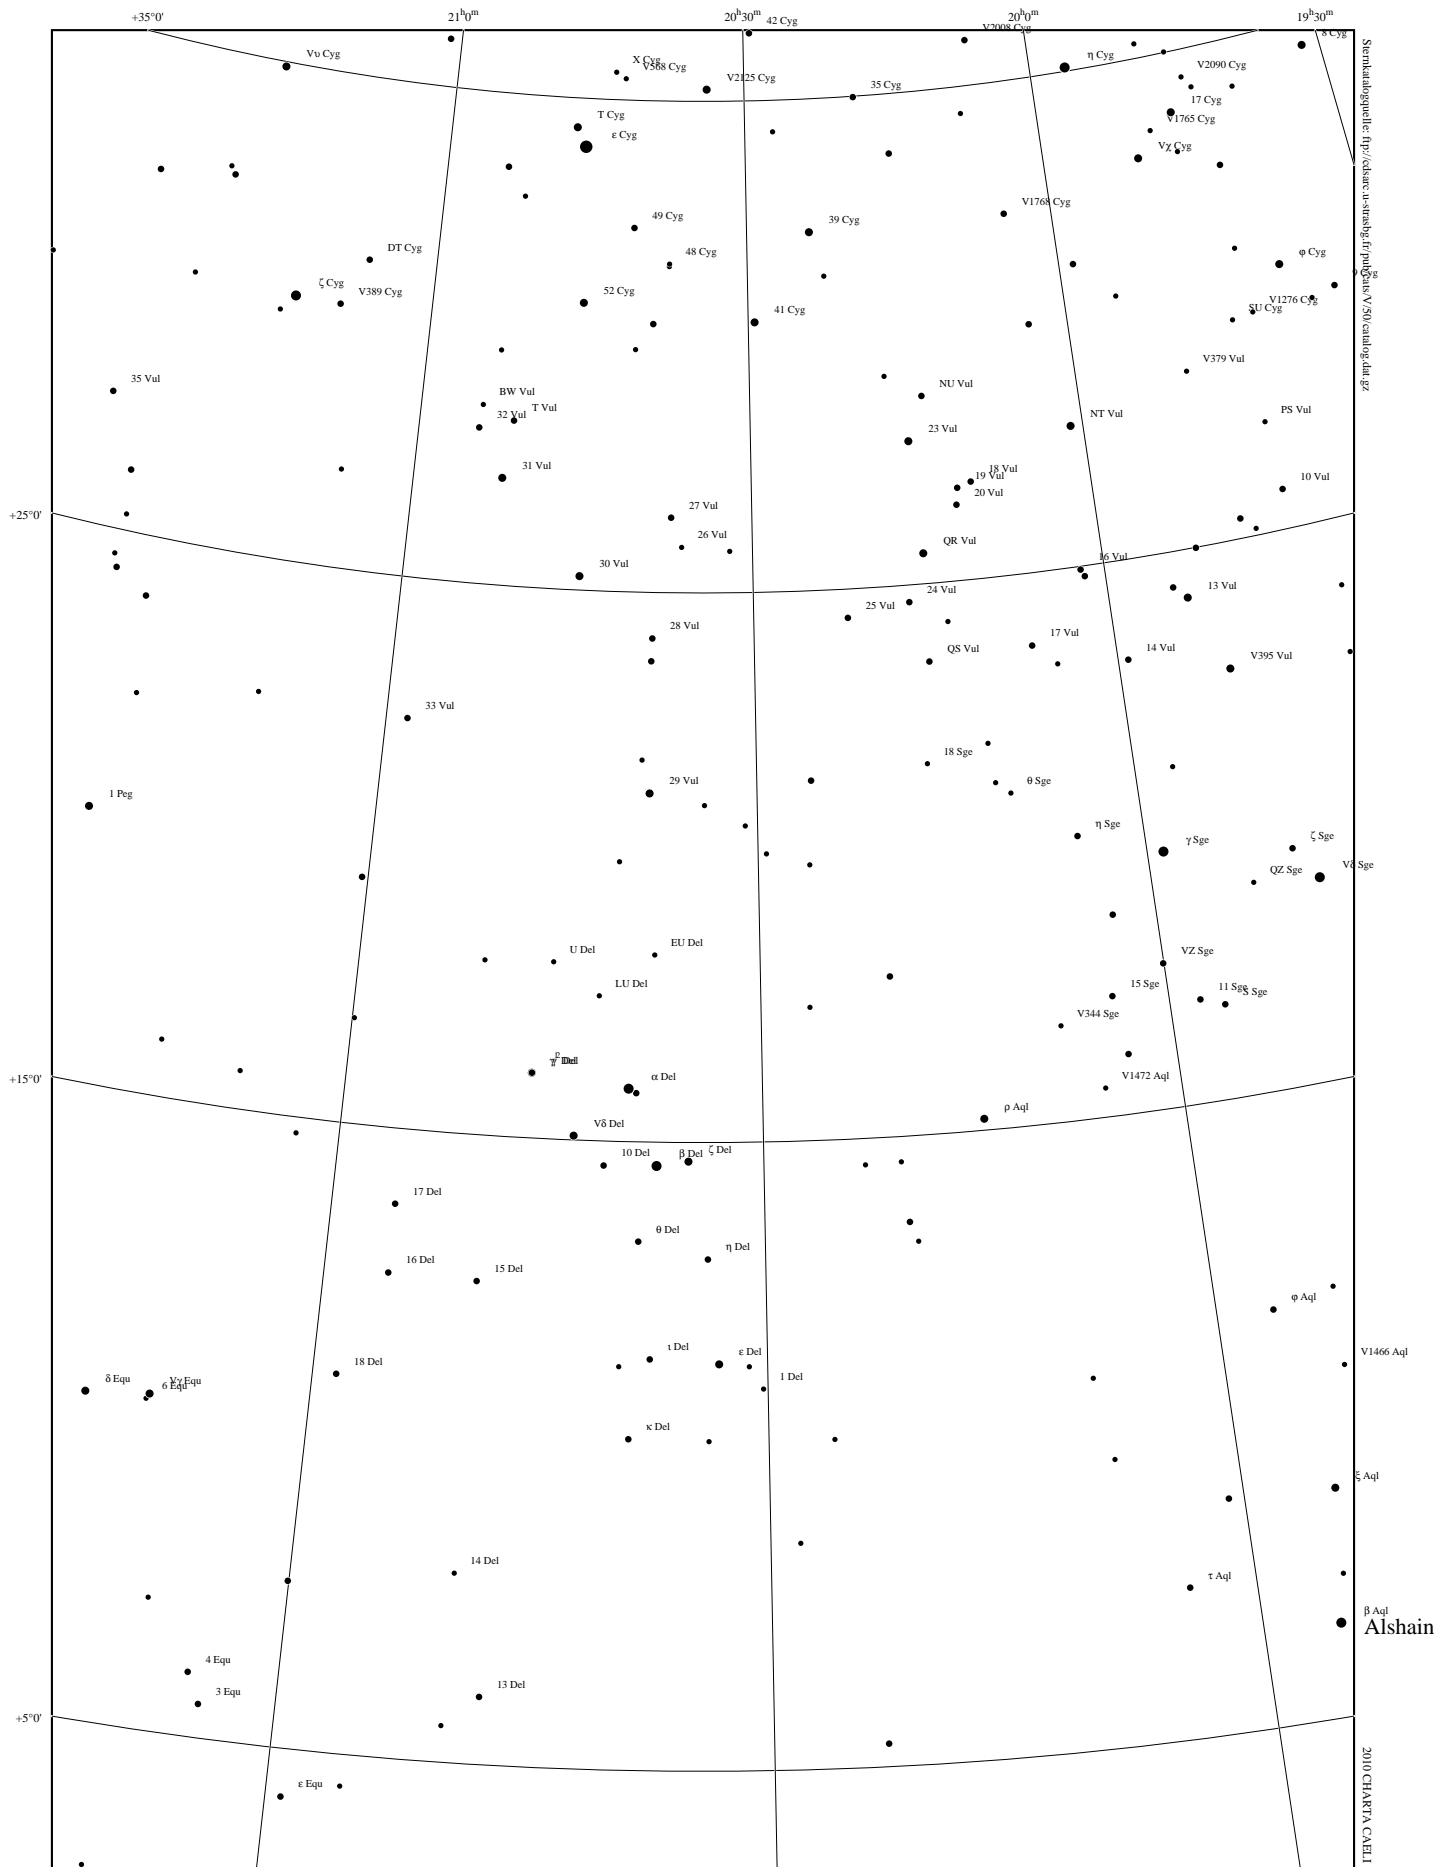 +35°0'
21h0m
20h30m
42 Cyg
V2008 Cyg
20h0m
19h30m
8 Cyg
Vυ Cyg
X Cyg
V568 Cyg
V2125 Cyg
35 Cyg
η Cyg
V2090 Cyg
17 Cyg
T Cyg
ε Cyg
V1765 Cyg
Vχ Cyg
V1768 Cyg
49 Cyg
39 Cyg
DT Cyg
48 Cyg
φ Cyg
9 Cyg
ζ Cyg
V389 Cyg
52 Cyg
V1276 Cyg
SU Cyg
41 Cyg
V379 Vul
35 Vul
BW Vul
T Vul
32 Vul
NU Vul
NT Vul
PS Vul
23 Vul
31 Vul
18 Vul
19 Vul
20 Vul
10 Vul
+25°0'
27 Vul
26 Vul
QR Vul
16 Vul
30 Vul
24 Vul
13 Vul
25 Vul
28 Vul
17 Vul
QS Vul
14 Vul
V395 Vul
33 Vul
18 Sge
θ Sge
29 Vul
1 Peg
η Sge
γ Sge
ζ Sge
QZ Sge
Vδ Sge
U Del
EU Del
VZ Sge
LU Del
15 Sge
11 Sge
S Sge
V344 Sge
α Del
V1472 Aql
+15°0'
ρ Aql
Vδ Del
10 Del
β Del
ζ Del
17 Del
θ Del
η Del
16 Del
15 Del
φ Aql
ι Del
ε Del
V1466 Aql
18 Del
1 Del
δ Equ
Vγ Equ
6 Equ
κ Del
ξ Aql
14 Del
τ Aql
β Aql
Alshain
4 Equ
3 Equ
13 Del
+5°0'
ε Equ
Sternkatalogquelle: ftp://cdsarc.u-strasbg.fr/pub/cats/V/50/catalog.dat.gz
2010 CHARTA CAELI